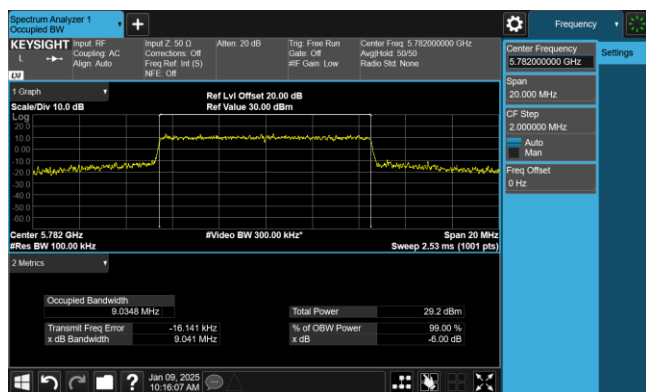 Spectrum Analyzer 1
Occupied BW
Frequency
KEYSIGHT
L
LXI
Input: RF
Coupling: AC
Align: Auto
Input Z: 50 Ω
Corrections: Off
Freq Ref: Int (S)
NFE: Off
Atten: 20 dB
Trig: Free Run
Gate: Off
#IF Gain: Low
Center Freq: 5.782000000 GHz
Avg|Hold: 50/50
Radio Std: None
Center Frequency
5.782000000 GHz
Settings
Span
20.000 MHz
CF Step
2.000000 MHz
Auto
Man
Freq Offset
0 Hz
1 Graph
Ref Lvl Offset 20.00 dB
Scale/Div 10.0 dB
Ref Value 30.00 dBm
Log
20.0
10.0
0.00
-10.0
-20.0
-30.0
-40.0
-50.0
-60.0
Center 5.782 GHz
#Video BW 300.00 kHz*
Span 20 MHz
#Res BW 100.00 kHz
Sweep 2.53 ms (1001 pts)
2 Metrics
Occupied Bandwidth
9.0348 MHz
Total Power
29.2 dBm
Transmit Freq Error
-16.141 kHz
% of OBW Power
99.00 %
x dB Bandwidth
9.041 MHz
x dB
-6.00 dB
?
Jan 09, 2025
10:16:07 AM